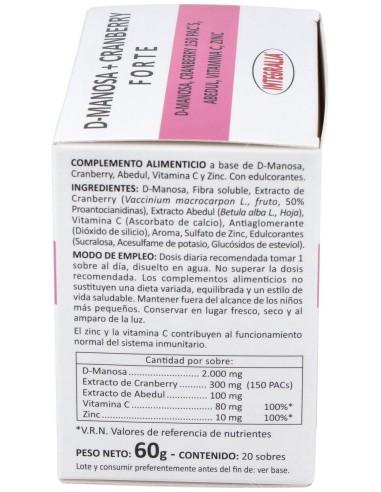 D-MANOSA + CRANBERRY
FORTE
D-MANOSA, CRANBERRY 150 PAC'S,
ABEDUL, VITAMINA C, ZINC
INTEGRALIA
COMPLEMENTO ALIMENTICIO a base de D-Manosa,
Cranberry, Abedul, Vitamina C y Zinc. Con edulcorantes.
INGREDIENTES: D-Manosa, Fibra soluble, Extracto de
Cranberry (Vaccinium macrocarpon L., fruto, 50%
Proantocianidinas), Extracto Abedul (Betula alba L., Hoja),
Vitamina C (Ascorbato de calcio), Antiaglomerante
(Dióxido de silicio), Aroma, Sulfato de Zinc, Edulcorantes
(Sucralosa, Acesulfame de potasio, Glucósidos de esteviol).
MODO DE EMPLEO: Dosis diaria recomendada tomar 1
sobre al día, disuelto en agua. No superar la dosis
recomendada. Los complementos alimenticios no
sustituyen una dieta variada, equilibrada y un estilo de
vida saludable. Mantener fuera del alcance de los niños
más pequeños. Conservar en lugar fresco, seco y al
amparo de la luz.
El zinc y la vitamina C contribuyen al funcionamiento
normal del sistema inmunitario.
Cantidad por sobre:
D-Manosa ........................ 2.000 mg
Extracto de Cranberry ..... 300 mg (150 PACs)
Extracto de Abedul ........... 100 mg
Vitamina C ........................ 80 mg 100%*
Zinc .................................. 10 mg 100%*
*V.R.N. Valores de referencia de nutrientes
PESO NETO: 60g - CONTENIDO: 20 sobres
Lote y consumir preferentemente antes del fin de: ver base.